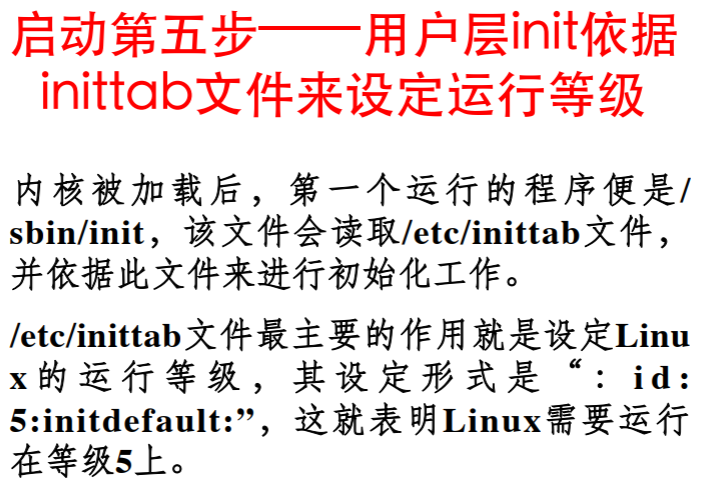 启动第五步——用户层init依据
inittab文件来设定运行等级
内核被加载后，第一个运行的程序便是/
sbin/init，该文件会读取/etc/inittab文件，
并依据此文件来进行初始化工作。
/etc/inittab文件最主要的作用就是设定Linu
x的运行等级，其设定形式是“：id:
5:initdefault:”，这就表明Linux需要运行
在等级5上。